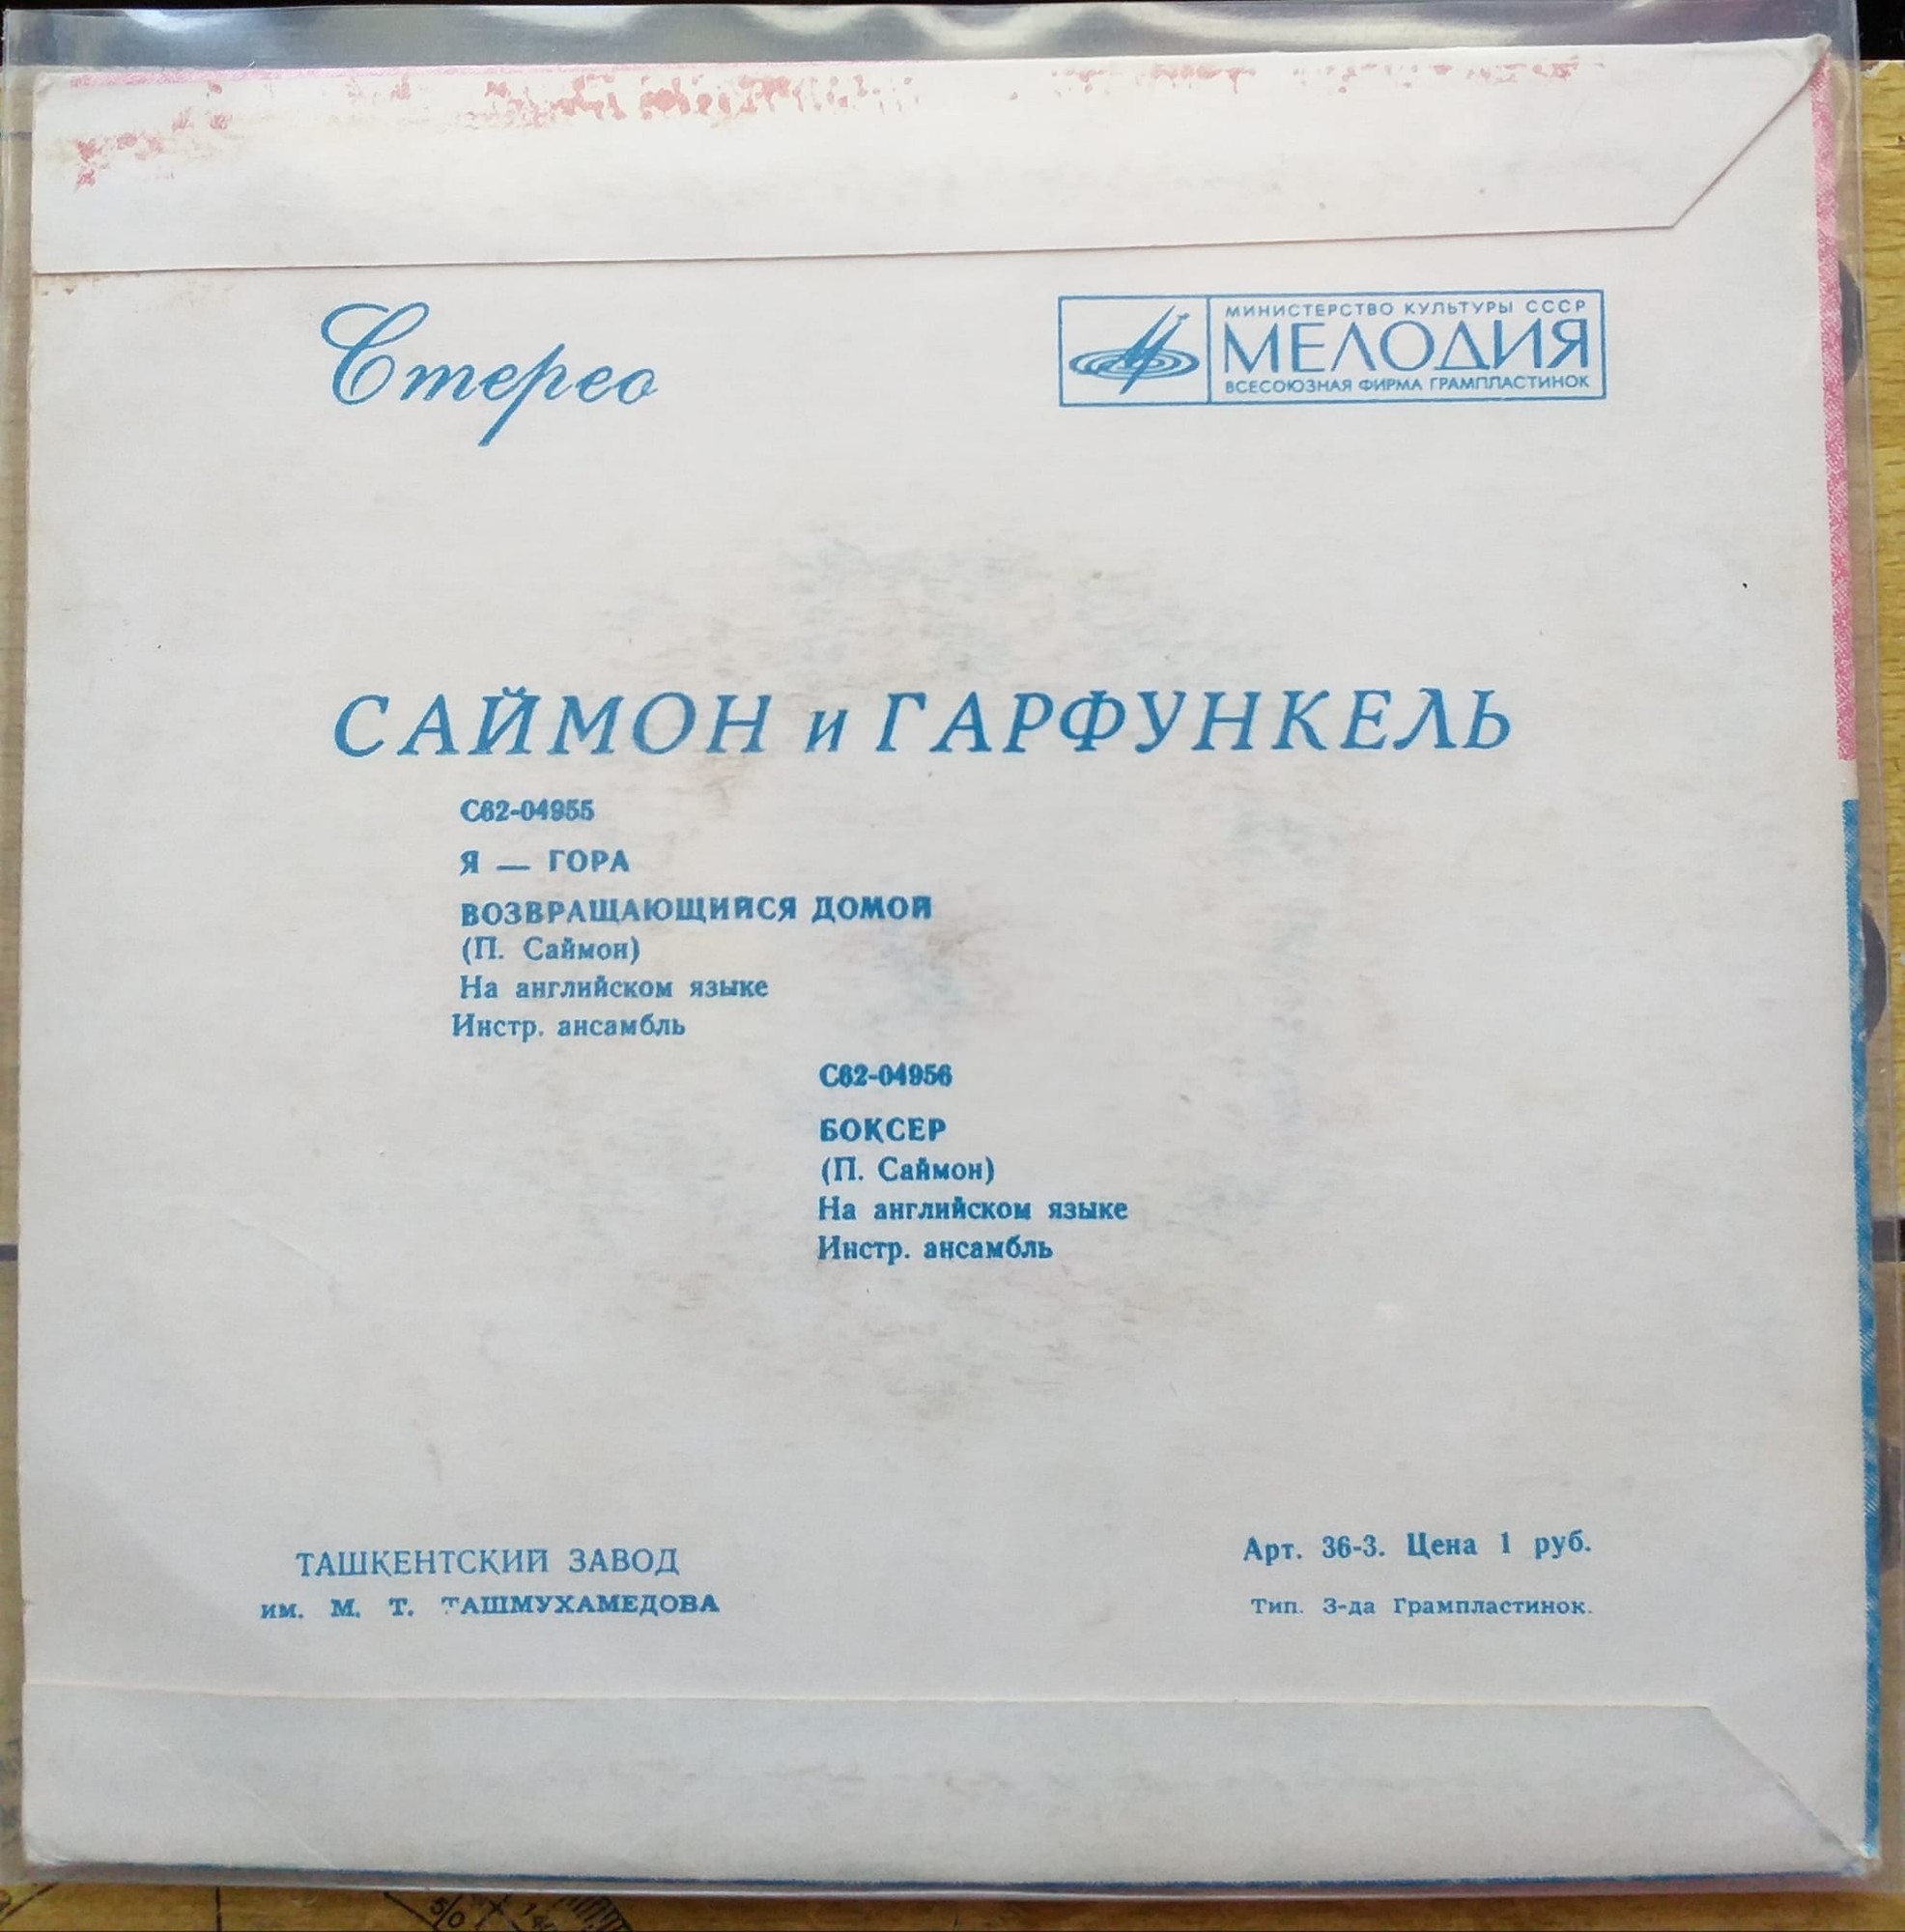 Стерео
МИНИСТЕРСТВО КУЛЬТУРЫ СССР
МЕЛОДИЯ
ВСЕСОЮЗНАЯ ФИРМА ГРАМПЛАСТИНОК
САЙМОН и ГАРФУНКЕЛЬ
С62-04955
Я — ГОРА
ВОЗВРАЩАЮЩИЙСЯ ДОМОЙ
(П. Саймон)
На английском языке
Инстр. ансамбль
С62-04956
БОКСЕР
(П. Саймон)
На английском языке
Инстр. ансамбль
ТАШКЕНТСКИЙ ЗАВОД
им. М. Т. ТАШМУХАМЕДОВА
Арт. 36-3. Цена 1 руб.
Тип. З-да Грампластинок.
50